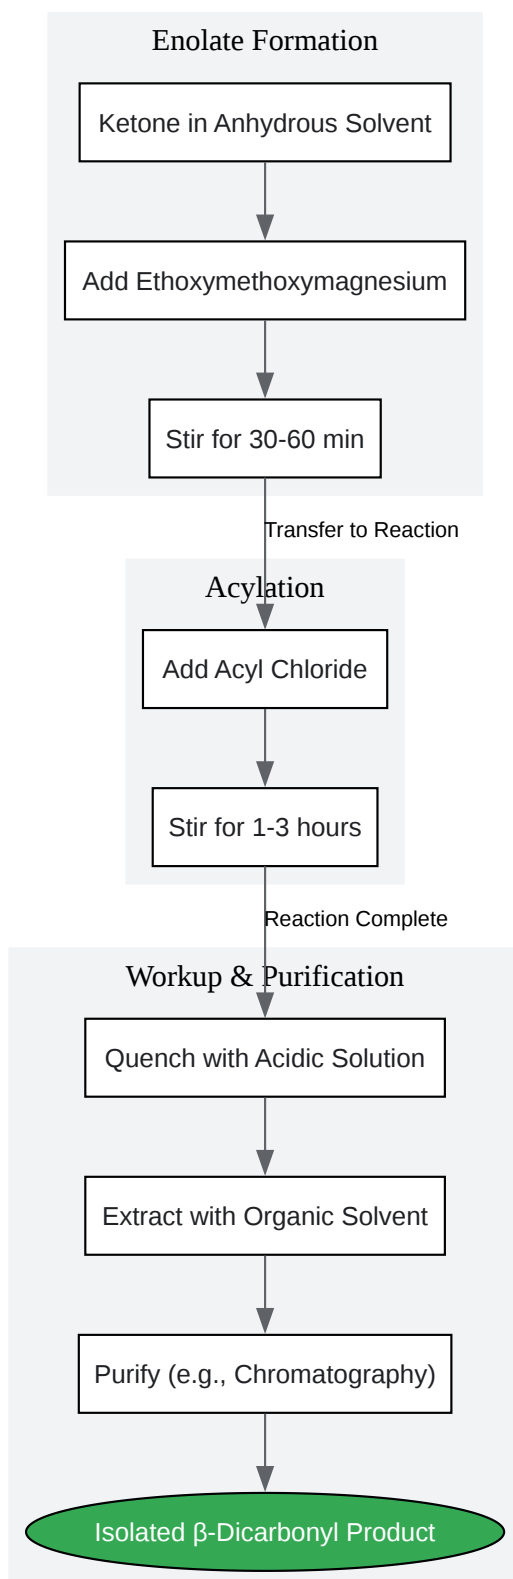 Enolate Formation
Ketone in Anhydrous Solvent
Add Ethoxymethoxymagnesium
Stir for 30-60 min
Transfer to Reaction
Acylation
Add Acyl Chloride
Stir for 1-3 hours
Reaction Complete
Workup & Purification
Quench with Acidic Solution
Extract with Organic Solvent
Purify (e.g., Chromatography)
Isolated β-Dicarbonyl Product